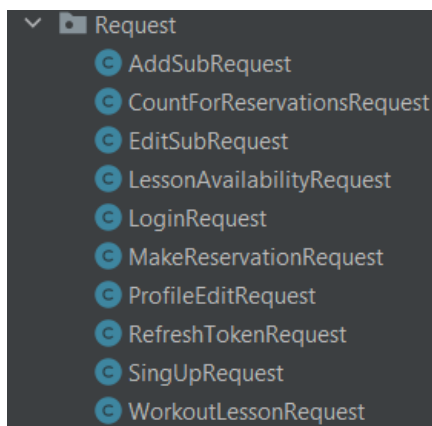 Request
AddSubRequest
CountForReservationsRequest
EditSubRequest
LessonAvailabilityRequest
LoginRequest
MakeReservationRequest
ProfileEditRequest
RefreshTokenRequest
SingUpRequest
WorkoutLessonRequest